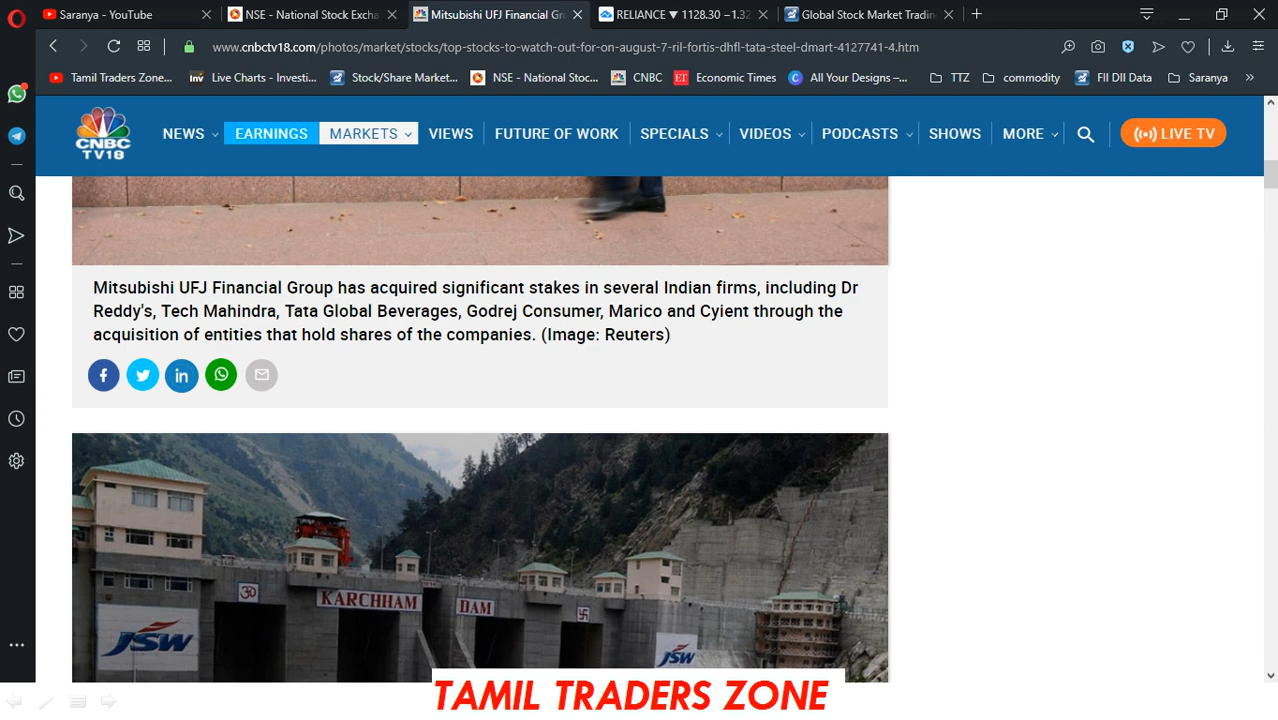 Saranya - YouTube
NSE - National Stock Excha
Mitsubishi UFJ Financial Gr
RELIANCE ▼ 1128.30 −1.32
Global Stock Market Tradin
www.cnbctv18.com/photos/market/stocks/top-stocks-to-watch-out-for-on-august-7-ril-fortis-dhfl-tata-steel-dmart-4127741-4.htm
Tamil Traders Zone...
Inv Live Charts - Investi...
Stock/Share Market...
NSE - National Stoc...
CNBC
ET Economic Times
C All Your Designs –...
TTZ
commodity
FII DII Data
Saranya
»
CNBC
TV18
NEWS
EARNINGS
MARKETS
VIEWS
FUTURE OF WORK
SPECIALS
VIDEOS
PODCASTS
SHOWS
MORE
LIVE TV
Mitsubishi UFJ Financial Group has acquired significant stakes in several Indian firms, including Dr
Reddy's, Tech Mahindra, Tata Global Beverages, Godrej Consumer, Marico and Cyient through the
acquisition of entities that hold shares of the companies. (Image: Reuters)
ॐ
KARCHHAM
DAM
卐
JSW
JSW
TAMIL TRADERS ZONE